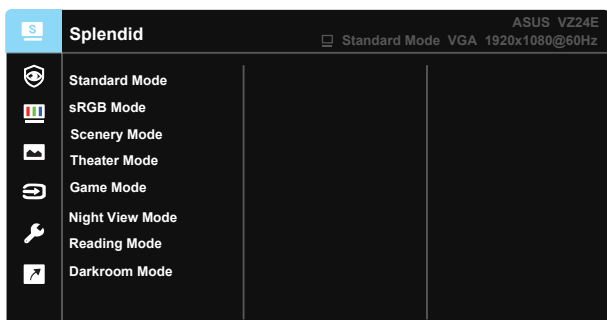 S
Splendid
ASUS VZ24E
Standard Mode VGA 1920x1080@60Hz
Standard Mode
sRGB Mode
Scenery Mode
Theater Mode
Game Mode
Night View Mode
Reading Mode
Darkroom Mode